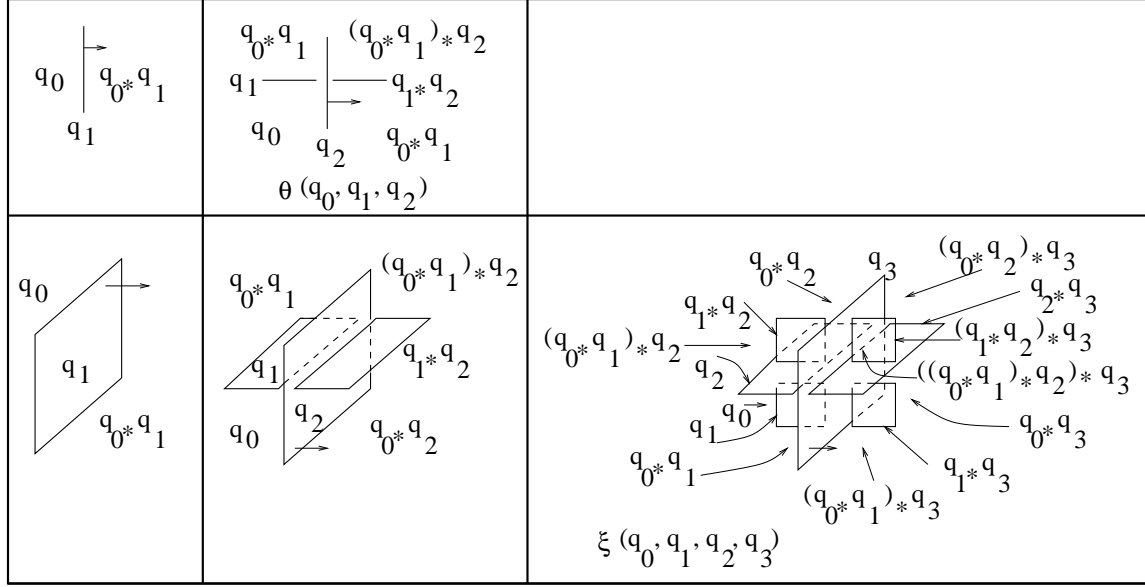 q₀
q₀*q₁
q₁
q₀*q₁
(q₀*q₁)*q₂
q₁
q₁*q₂
q₀
q₀*q₁
q₂
θ (q₀, q₁, q₂)
q₀
q₁
q₀*q₁
(q₀*q₁)*q₂
q₀*q₁
q₁
q₁*q₂
q₂
q₀
q₀*q₂
q₀*q₂
q₃
(q₀*q₂)*q₃
q₁*q₂
q₂*q₃
(q₀*q₁)*q₂
(q₁*q₂)*q₃
q₂
((q₀*q₁)*q₂)*q₃
q₀
q₁
q₀*q₃
q₀*q₁
q₁*q₃
(q₀*q₁)*q₃
ξ (q₀, q₁, q₂, q₃)